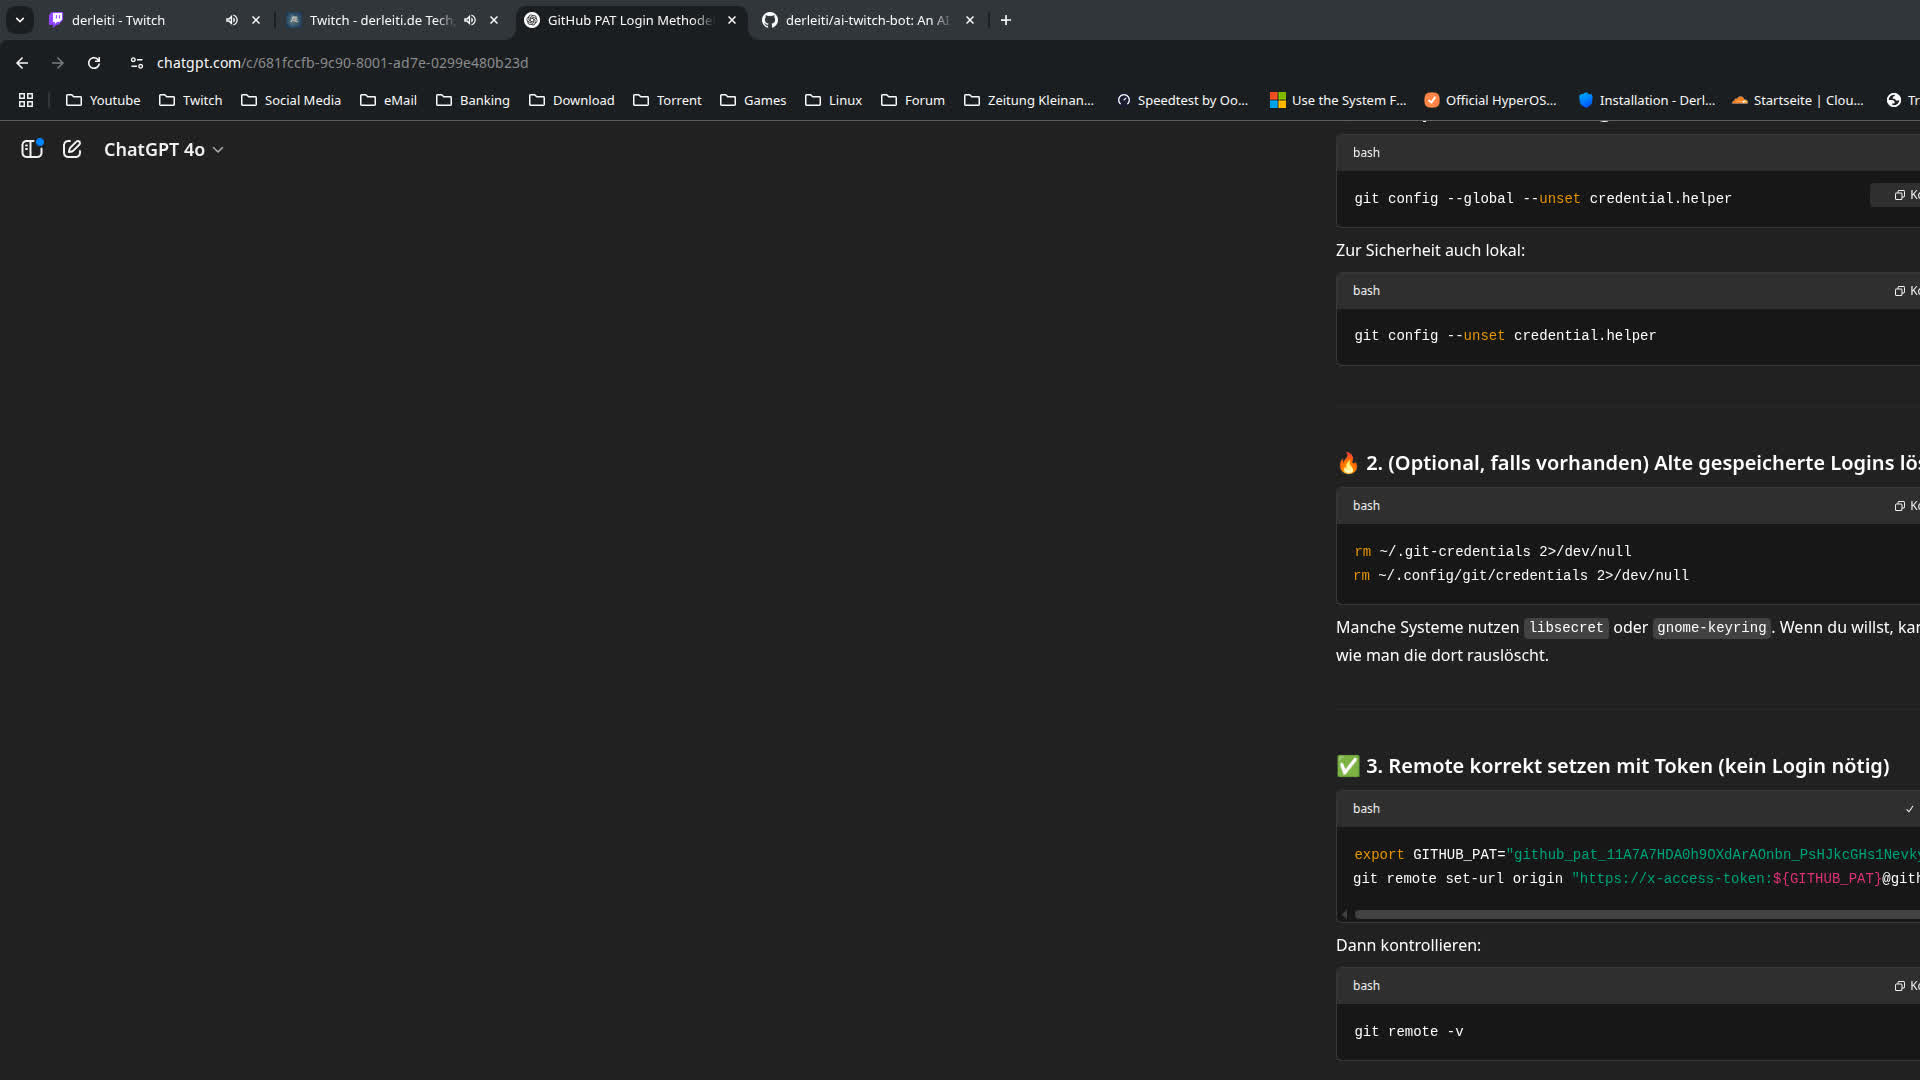 derleiti - Twitch
Twitch - derleiti.de Tech
GitHub PAT Login Methode
derleiti/ai-twitch-bot: An AI
chatgpt.com/c/681fccfb-9c90-8001-ad7e-0299e480b23d
Youtube Twitch Social Media eMail Banking Download Torrent Games Linux Forum Zeitung Kleinan... Speedtest by Oo... Use the System F... Official HyperOS... Installation - Derl... Startseite | Clou... Tr
ChatGPT 4o
bash
git config --global --unset credential.helper
Ko
Zur Sicherheit auch lokal:
bash
Ko
git config --unset credential.helper
🔥 2. (Optional, falls vorhanden) Alte gespeicherte Logins lös
bash
Ko
rm ~/.git-credentials 2>/dev/null
rm ~/.config/git/credentials 2>/dev/null
Manche Systeme nutzen libsecret oder gnome-keyring. Wenn du willst, kan
wie man die dort rauslöscht.
✅ 3. Remote korrekt setzen mit Token (kein Login nötig)
bash
export GITHUB_PAT="github_pat_11A7A7HDA0h9OXdArAOnbn_PsHJkcGHs1Nevky
git remote set-url origin "https://x-access-token:${GITHUB_PAT}@gith
Dann kontrollieren:
bash
Ko
git remote -v